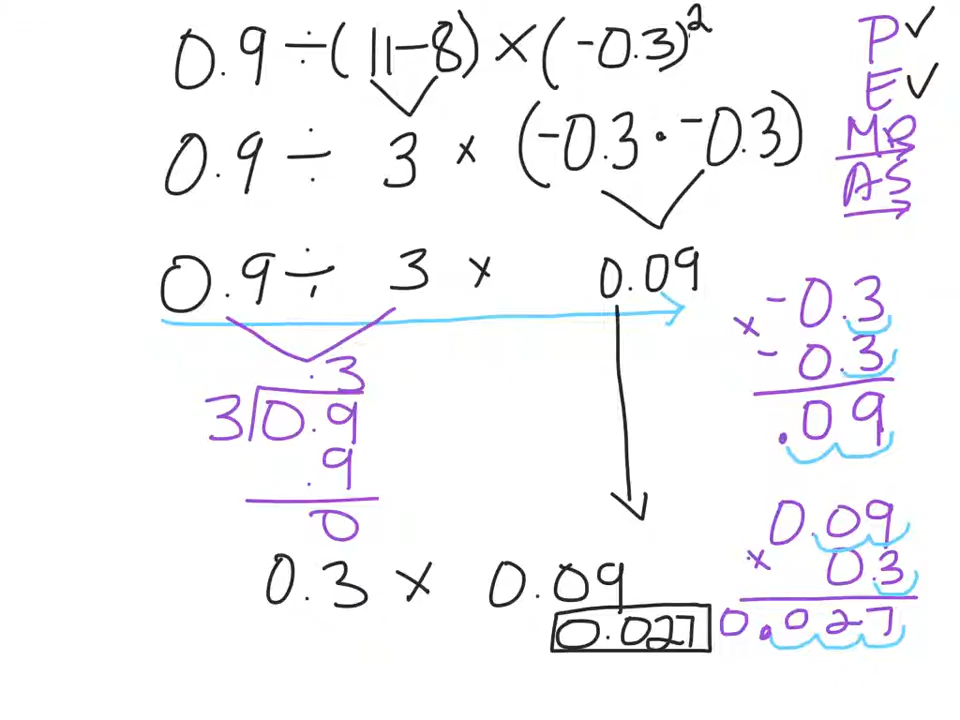 0.9 ÷ (11-8) × (-0.3)²
0.9 ÷ 3 × (-0.3 · -0.3)
0.9 ÷ 3 × 0.09
.3
3 0.9
.9
0
0.3 × 0.09
0.027
P ✓
E ✓
MD
AS
-0.3
× -0.3
.09
0.09
× 0.3
0.027